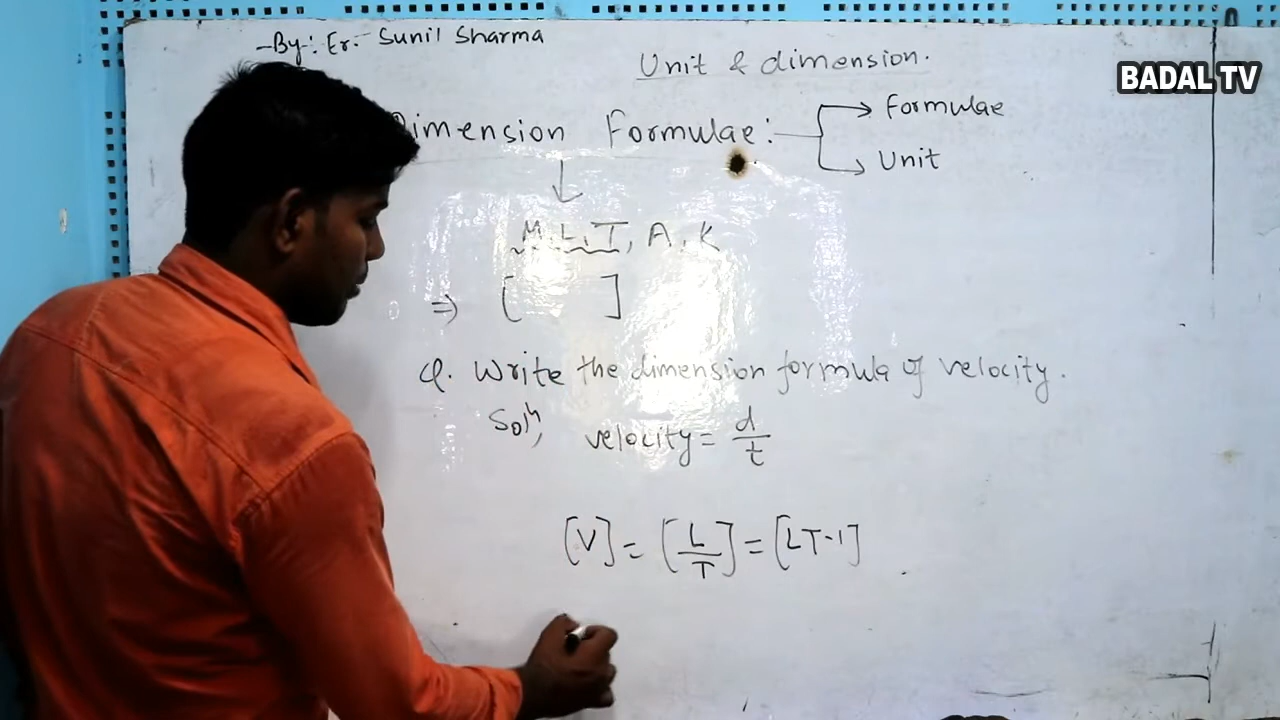 -By-: Er.- Sunil Sharma
Unit & dimension.
BADAL TV
Dimension Formulae:
Formulae
Unit
M, L, T, A, K
⇒ [ ]
Q. Write the dimension formula of velocity.
Solⁿ, velocity = d/t
[V] = [L/T] = [LT-1]